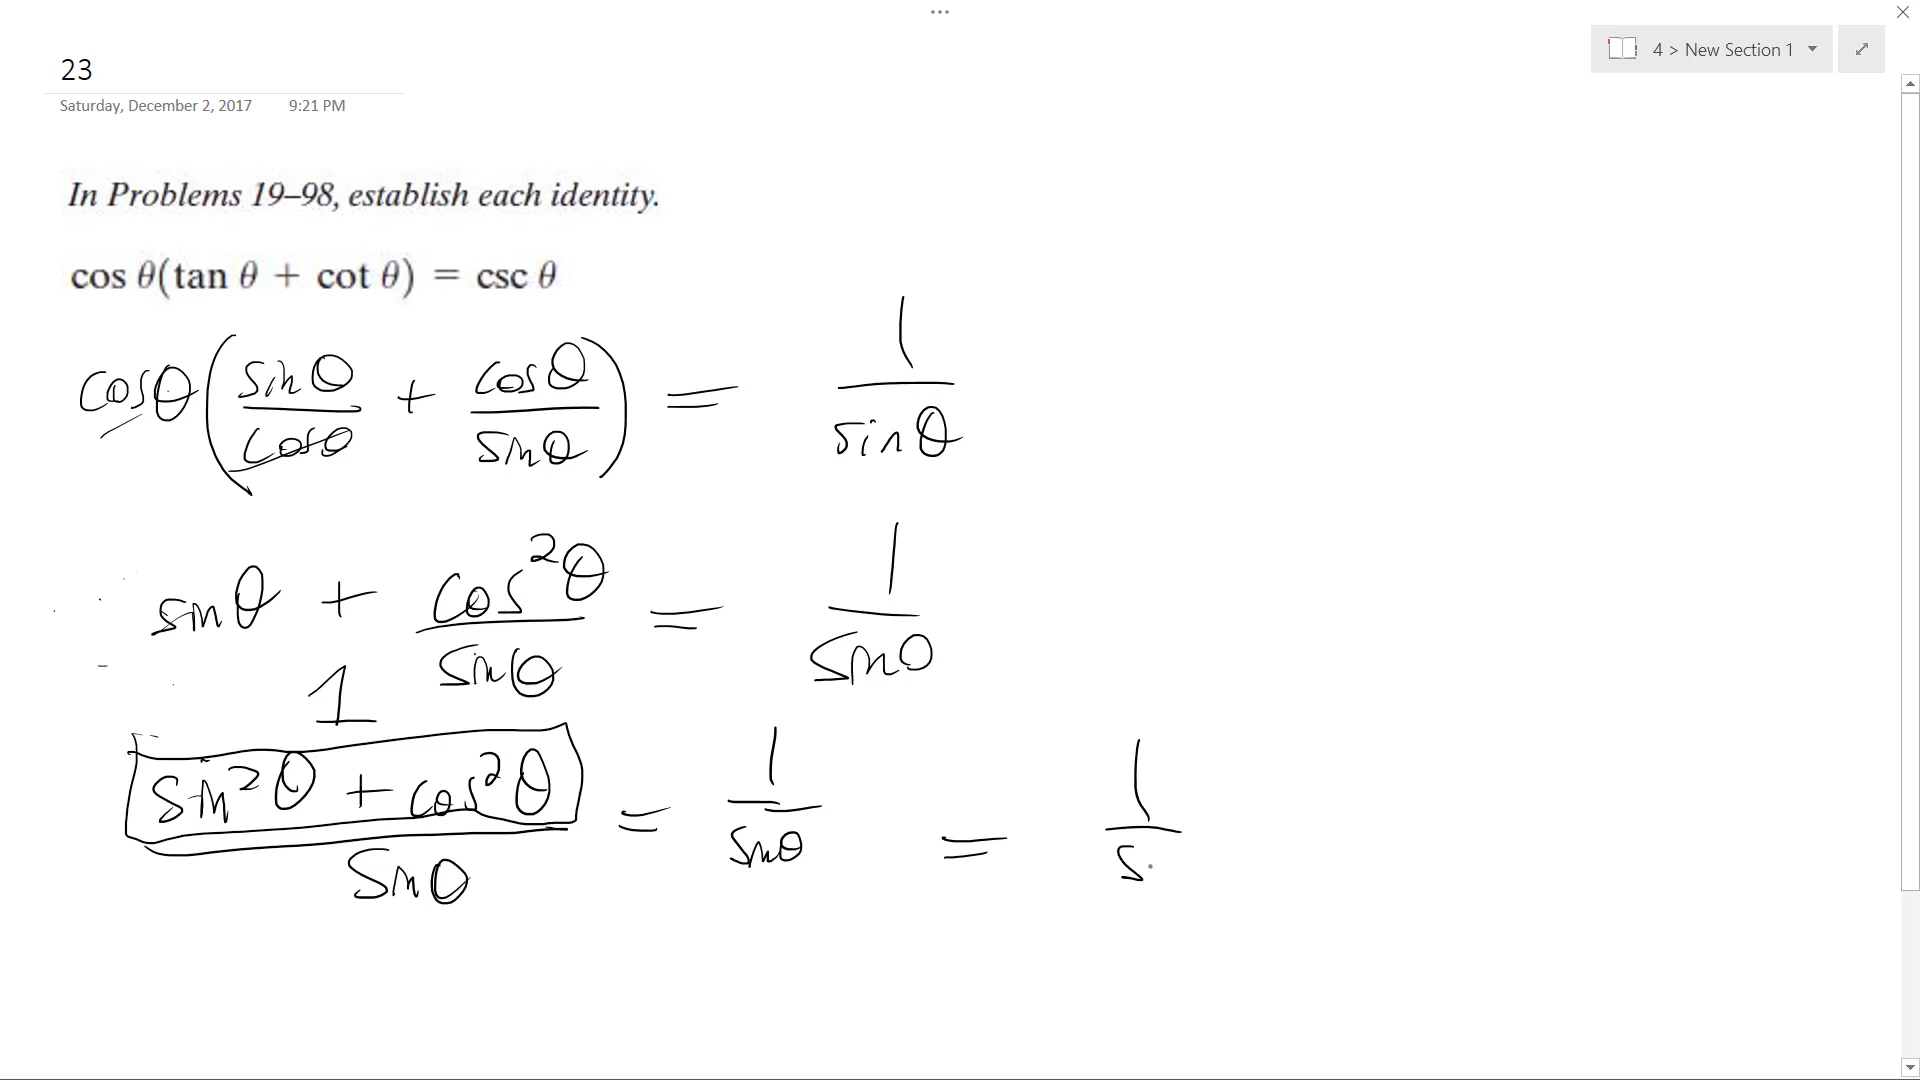 4 > New Section 1
23
Saturday, December 2, 2017 9:21 PM
In Problems 19–98, establish each identity.
cos θ(tan θ + cot θ) = csc θ
cosθ(sinθ/cosθ + cosθ/sinθ) = 1/sinθ
sinθ + cos²θ/sinθ = 1/sinθ
1
sin²θ + cos²θ/sinθ = 1/sinθ = 1/s